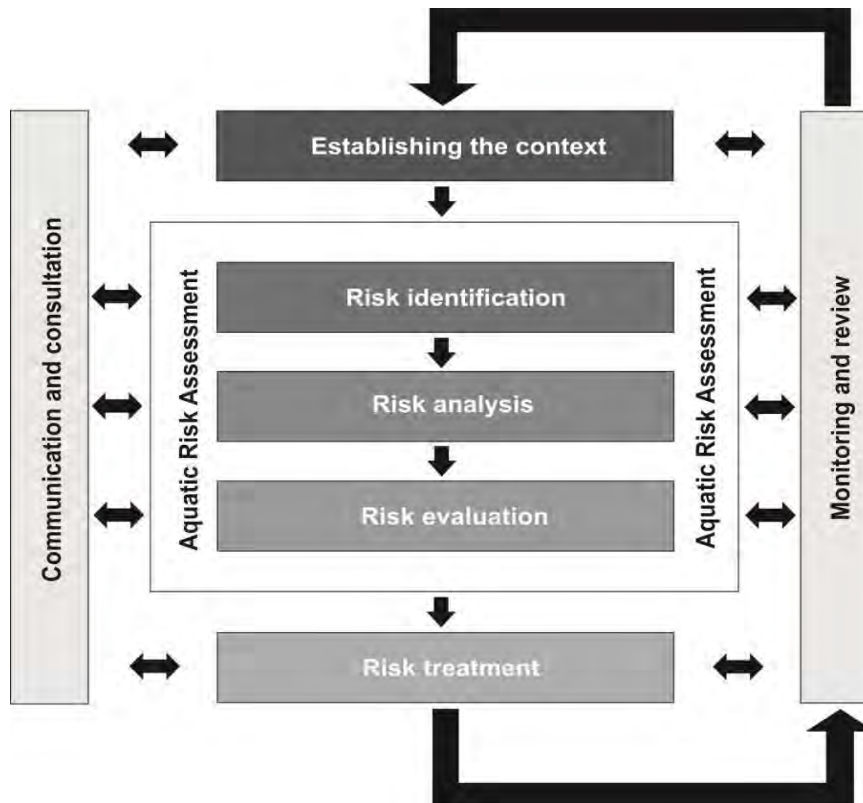 Establishing the context
Communication and consultation
Aquatic Risk Assessment
Risk identification
Risk analysis
Risk evaluation
Aquatic Risk Assessment
Monitoring and review
Risk treatment